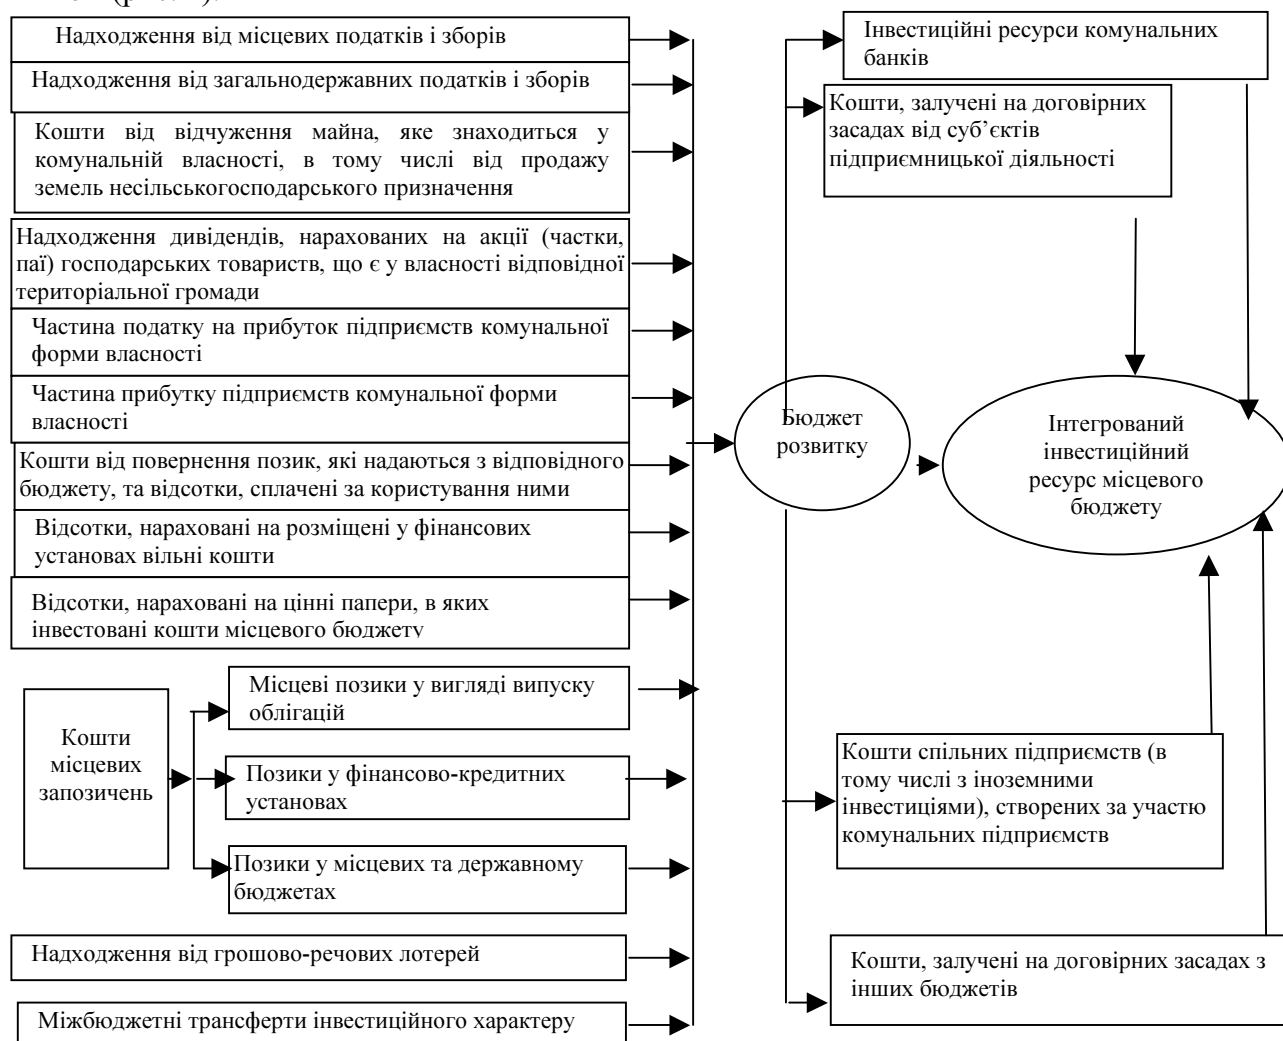 Надходження від місцевих податків і зборів
Надходження від загальнодержавних податків і зборів
Кошти від відчуження майна, яке знаходиться у
комунальній власності, в тому числі від продажу
земель несільськогосподарського призначення
Надходження дивідендів, нарахованих на акції (частки,
паї) господарських товариств, що є у власності відповідної
територіальної громади
Частина податку на прибуток підприємств комунальної
форми власності
Частина прибутку підприємств комунальної форми
власності
Кошти від повернення позик, які надаються з відповідного
бюджету, та відсотки, сплачені за користування ними
Відсотки, нараховані на розміщені у фінансових
установах вільні кошти
Відсотки, нараховані на цінні папери, в яких
інвестовані кошти місцевого бюджету
Кошти
місцевих
запозичень
Місцеві позики у вигляді випуску
облігацій
Позики у фінансово-кредитних
установах
Позики у місцевих та державному
бюджетах
Надходження від грошово-речових лотерей
Міжбюджетні трансферти інвестиційного характеру
Бюджет
розвитку
Інвестиційні ресурси комунальних
банків
Кошти, залучені на договірних
засадах від суб’єктів
підприємницької діяльності
Інтегрований
інвестиційний
ресурс місцевого
бюджету
Кошти спільних підприємств (в
тому числі з іноземними
інвестиціями), створених за участю
комунальних підприємств
Кошти, залучені на договірних засадах з
інших бюджетів